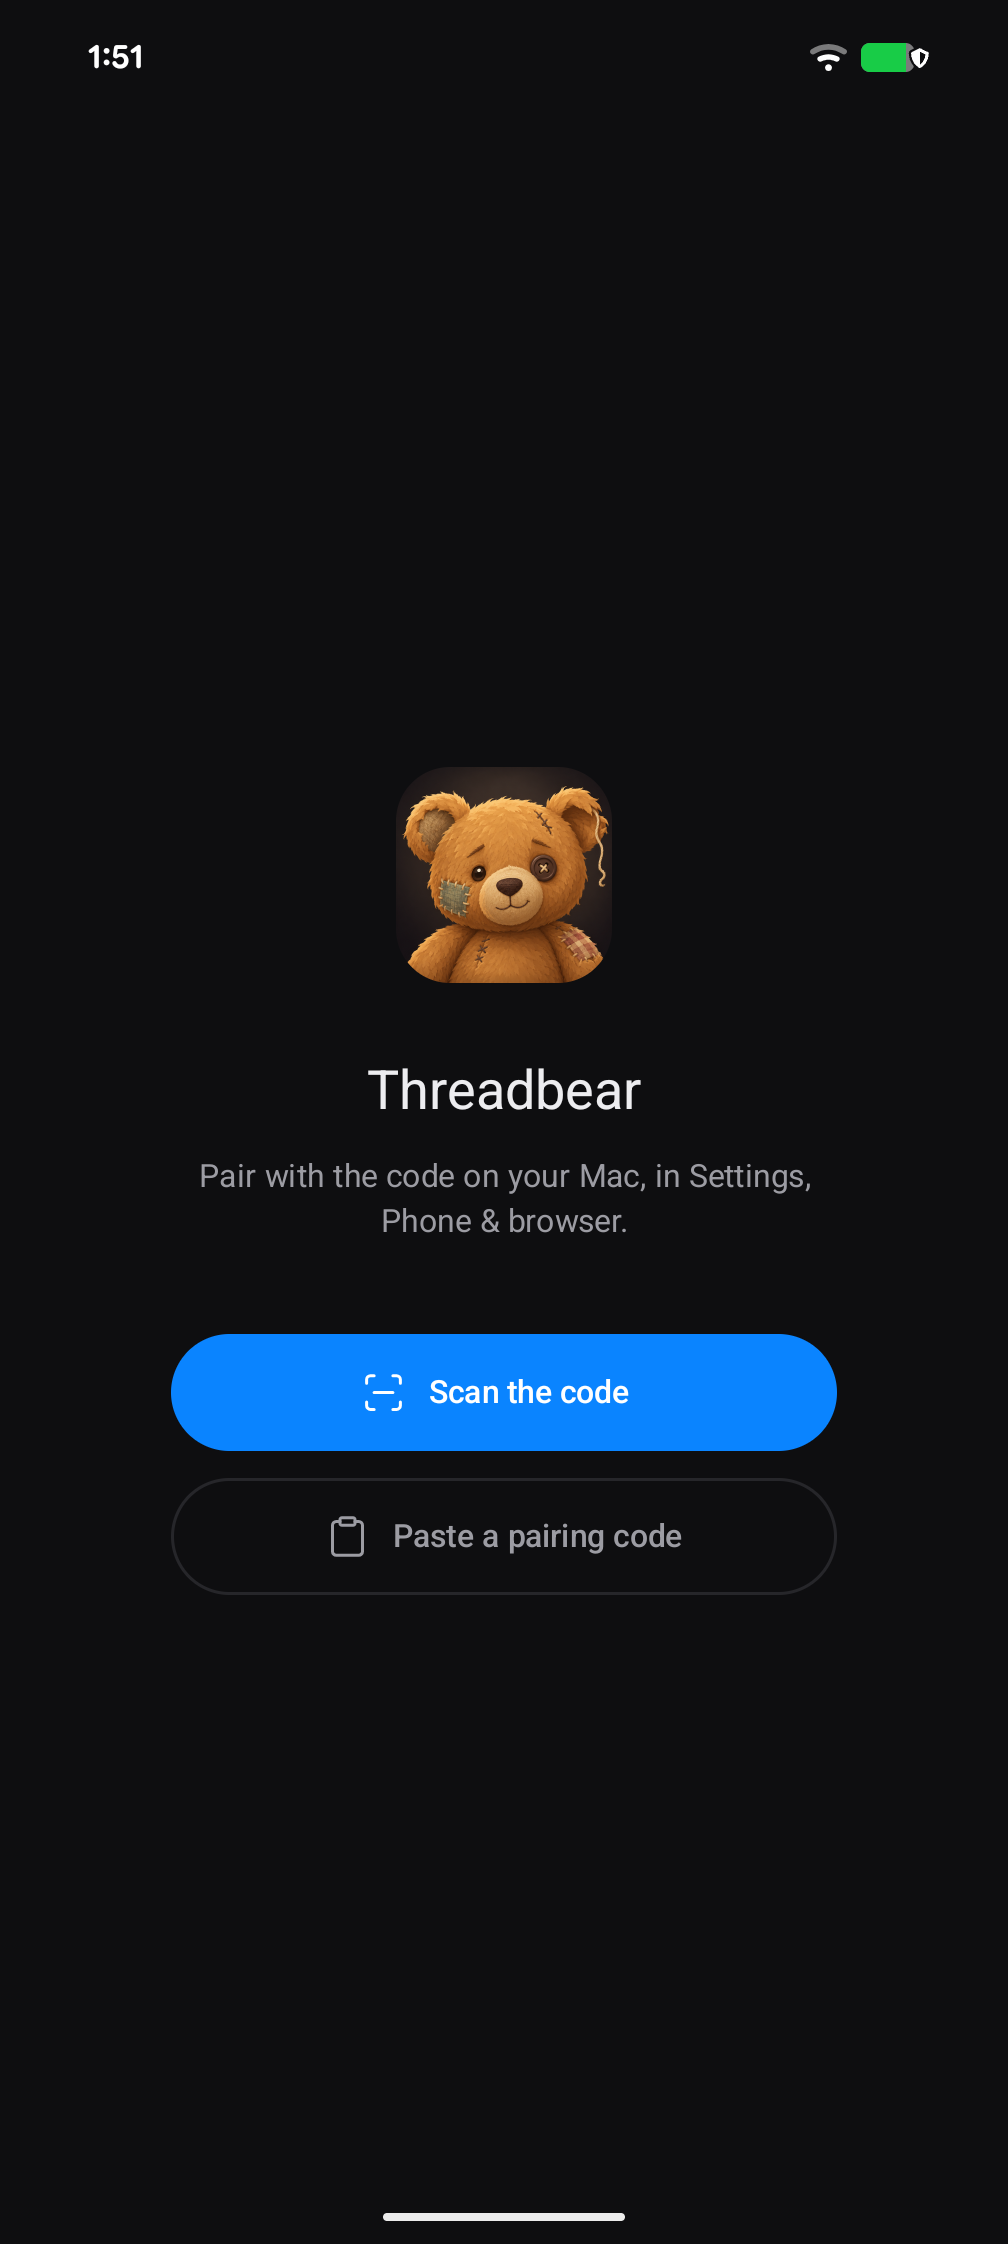 1:51
Threadbear
Pair with the code on your Mac, in Settings,
Phone & browser.
Scan the code
Paste a pairing code